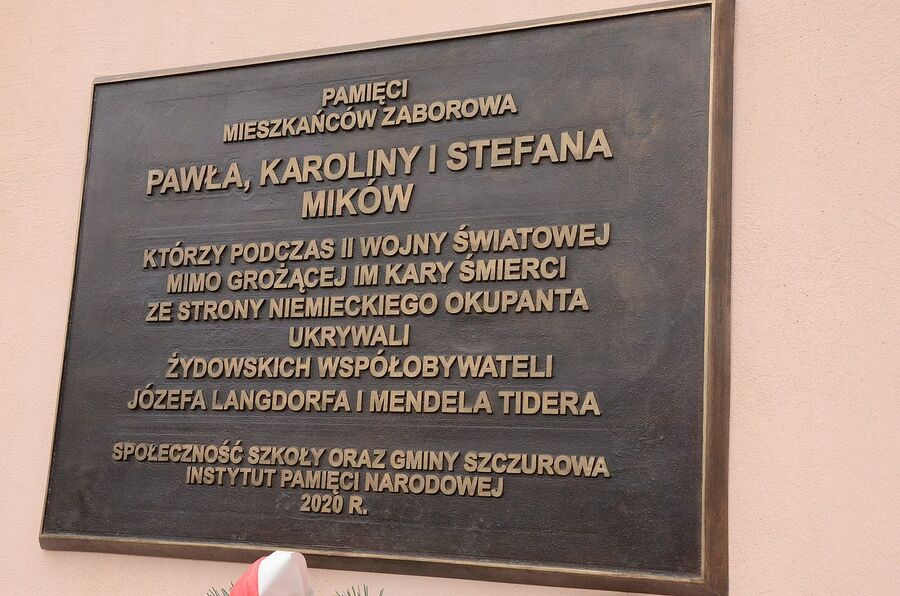 PAMIĘCI
MIESZKAŃCÓW ZABOROWA
PAWŁA, KAROLINY I STEFANA
MIKÓW
KTÓRZY PODCZAS II WOJNY ŚWIATOWEJ
MIMO GROŻĄCEJ IM KARY ŚMIERCI
ZE STRONY NIEMIECKIEGO OKUPANTA
UKRYWALI
ŻYDOWSKICH WSPÓŁOBYWATELI
JÓZEFA LANGDORFA I MENDELA TIDERA
SPOŁECZNOŚĆ SZKOŁY ORAZ GMINY SZCZUROWA
INSTYTUT PAMIĘCI NARODOWEJ
2020 R.